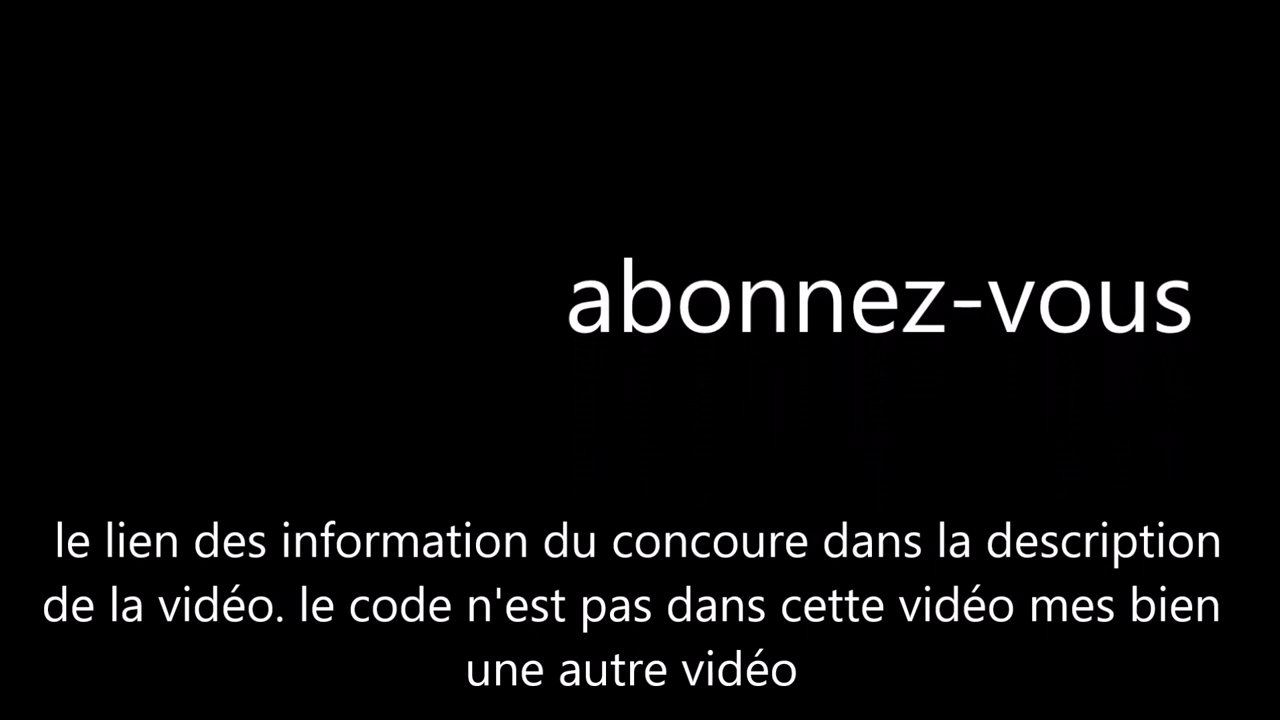 abonnez-vous
le lien des information du concoure dans la description
de la vidéo. le code n'est pas dans cette vidéo mes bien
une autre vidéo